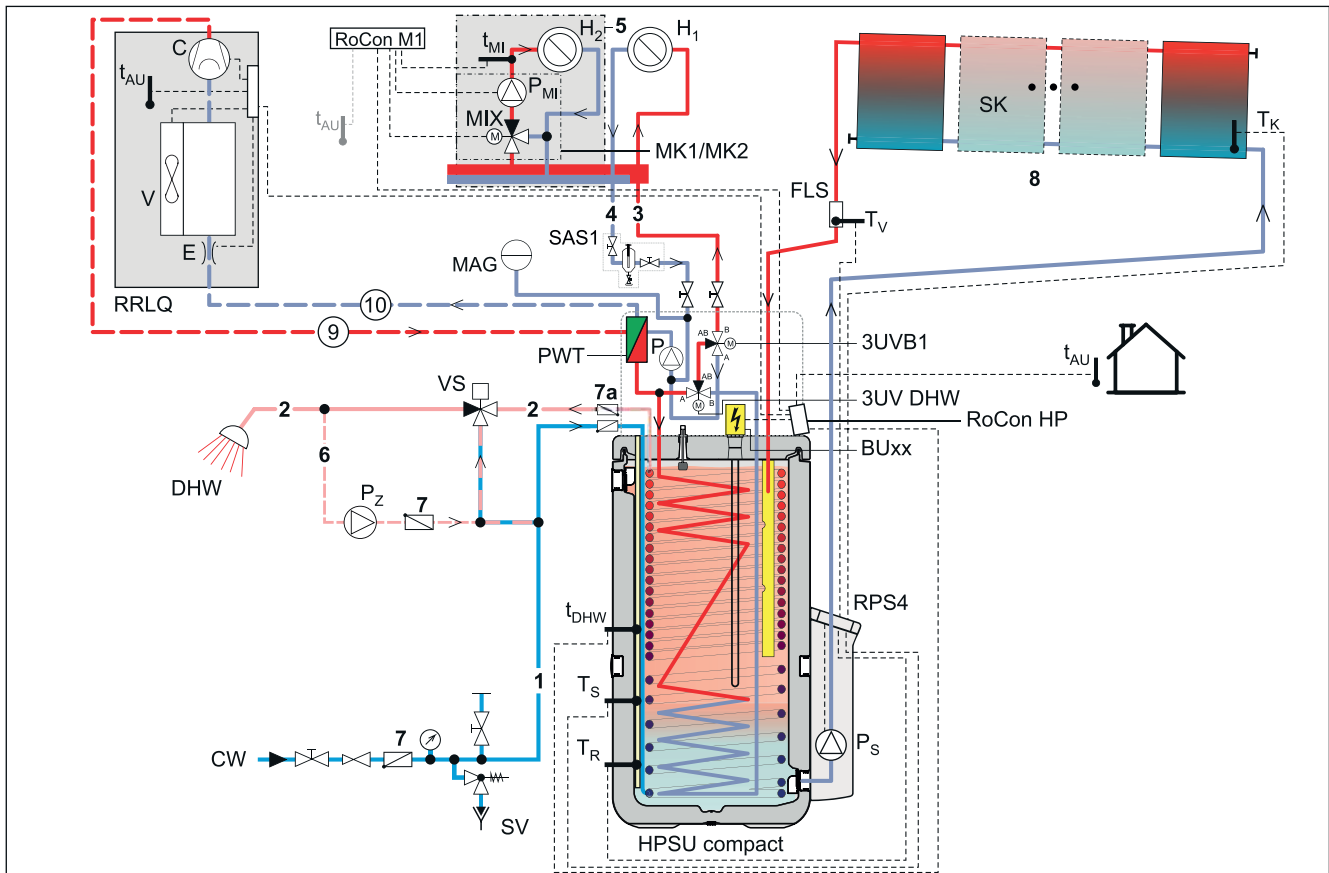 C
tAU
V
E
RRLQ
10
9
RoCon M1
tMI
H2
5
H1
PMI
MIX
M
tAU
MK1/MK2
4
3
SAS1
MAG
SK
TK
8
FLS
TV
PWT
P
AB
B
M
A
3UVB1
AB
A
B
M
3UV DHW
tAU
RoCon HP
BUxx
VS
2
2
7a
6
DHW
PZ
7
1
tDHW
TS
TR
RPS4
PS
CW
7
SV
HPSU compact